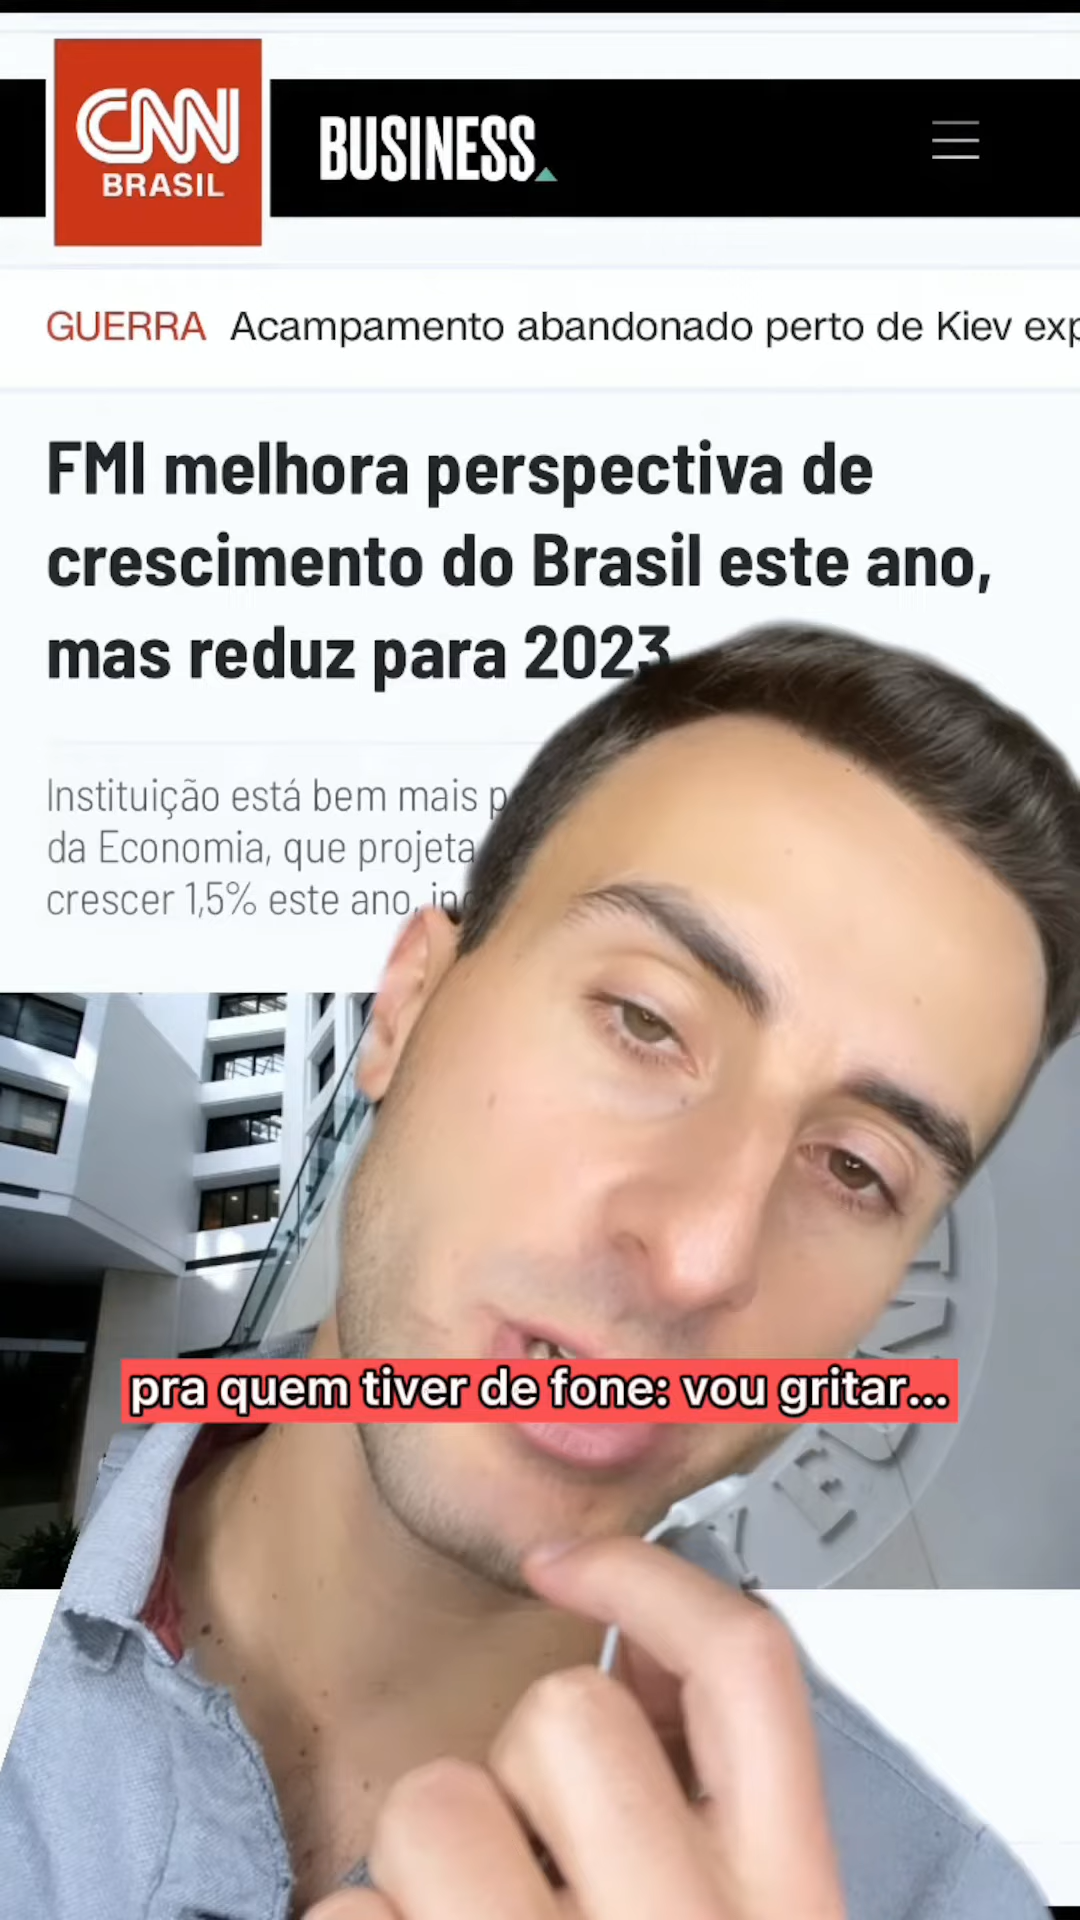 CNN
BRASIL
BUSINESS
GUERRA Acampamento abandonado perto de Kiev exp
FMI melhora perspectiva de
crescimento do Brasil este ano,
mas reduz para 2023
Instituição está bem mais p
da Economia, que projeta
crescer 1,5% este ano, in
pra quem tiver de fone: vou gritar...